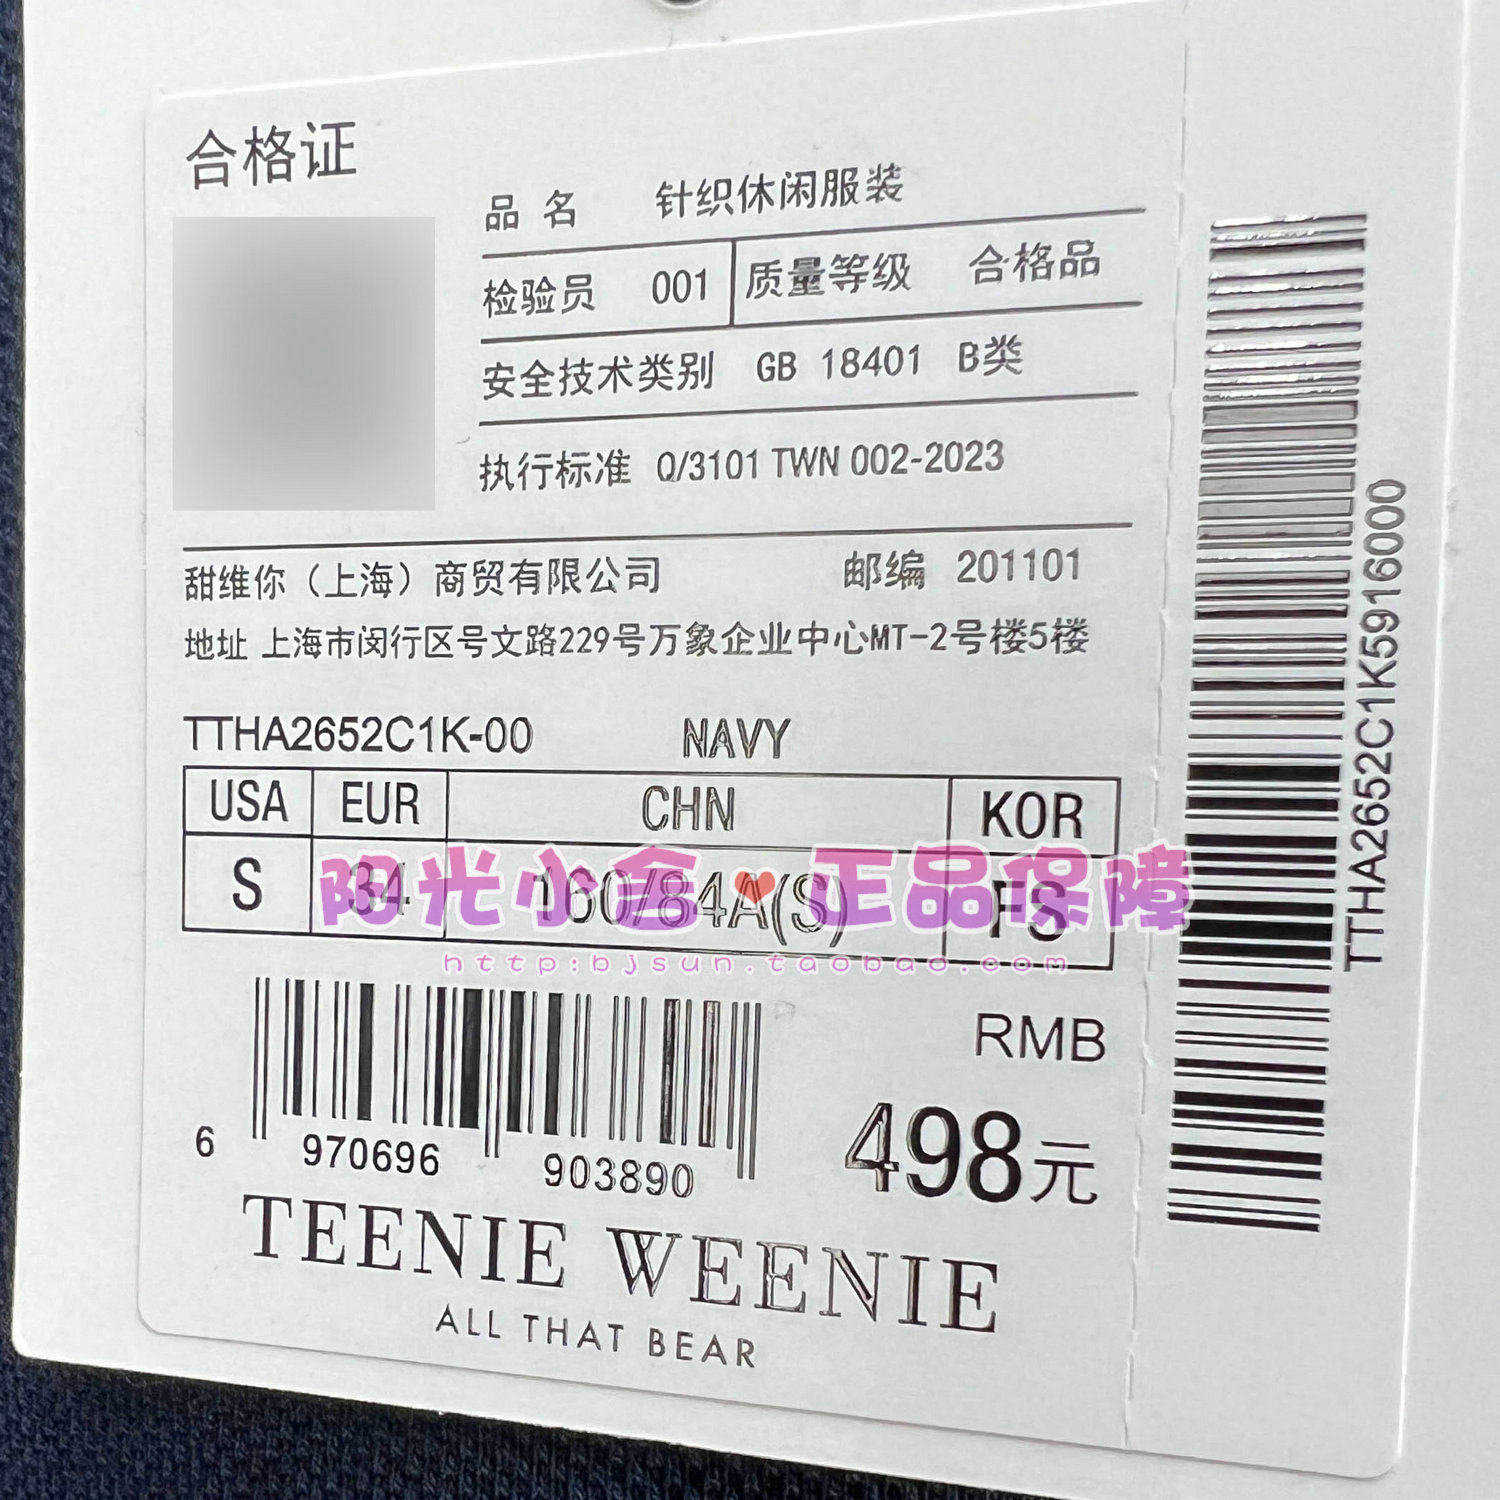 合格证
品名 针织休闲服装
检验员 001 质量等级 合格品
安全技术类别 GB 18401 B类
执行标准 Q/3101 TWN 002-2023
甜维你（上海）商贸有限公司 邮编 201101
地址 上海市闵行区号文路229号万象企业中心MT-2号楼5楼
TTHA2652C1K-00 NAVY
USA EUR CHN KOR
S 34 160/84A(S) FS
阳光小舍❤正品保障
http:bjsun.taobao.com
RMB
498元
6 970696 903890
TEENIE WEENIE
ALL THAT BEAR
TTHA2652C1K5916000